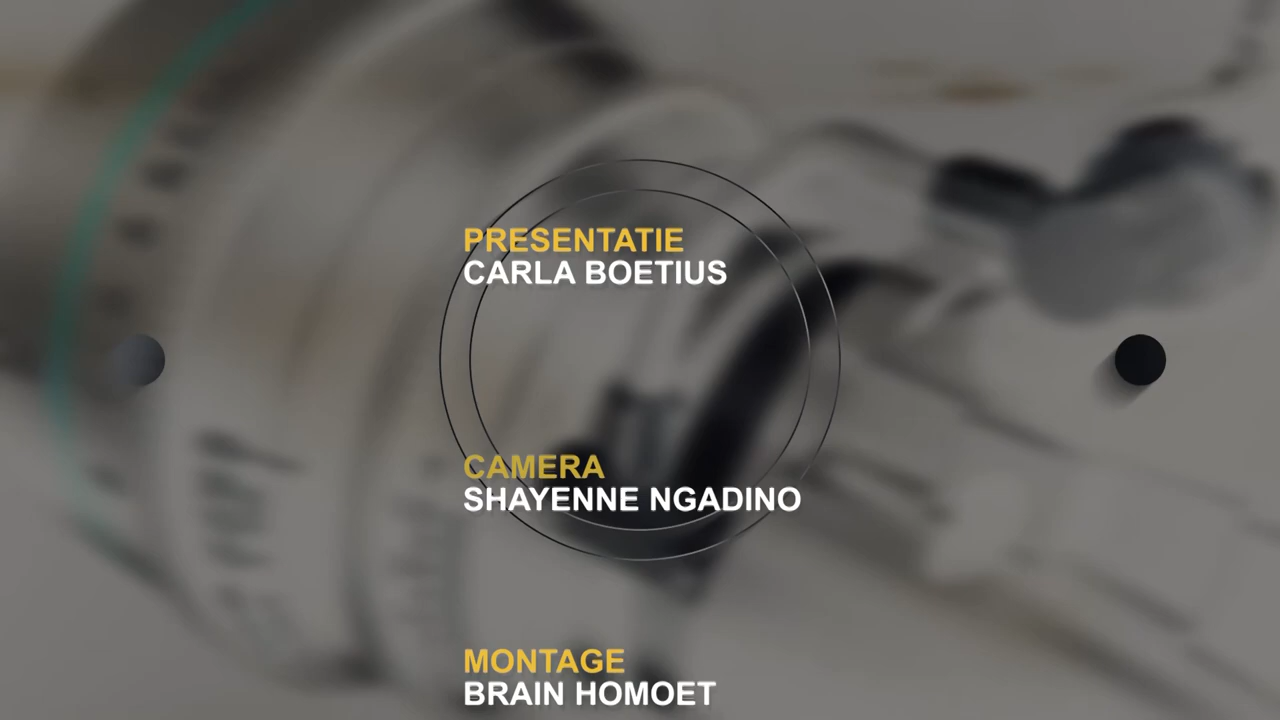 PRESENTATIE
CARLA BOETIUS
CAMERA
SHAYENNE NGADINO
MONTAGE
BRAIN HOMOET